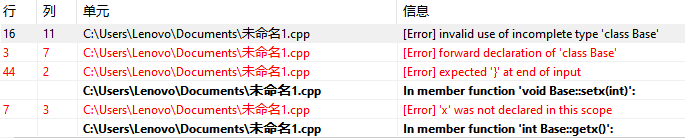 行 列 单元 信息
16 11 C:\Users\Lenovo\Documents\未命名1.cpp [Error] invalid use of incomplete type 'class Base'
3 7 C:\Users\Lenovo\Documents\未命名1.cpp [Error] forward declaration of 'class Base'
44 2 C:\Users\Lenovo\Documents\未命名1.cpp [Error] expected '}' at end of input
C:\Users\Lenovo\Documents\未命名1.cpp In member function 'void Base::setx(int)':
7 3 C:\Users\Lenovo\Documents\未命名1.cpp [Error] 'x' was not declared in this scope
C:\Users\Lenovo\Documents\未命名1.cpp In member function 'int Base::getx()':